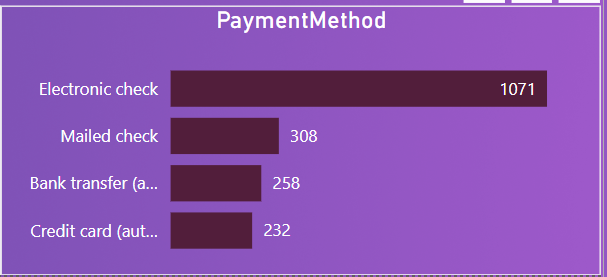 PaymentMethod
Electronic check 1071
Mailed check 308
Bank transfer (a... 258
Credit card (aut... 232